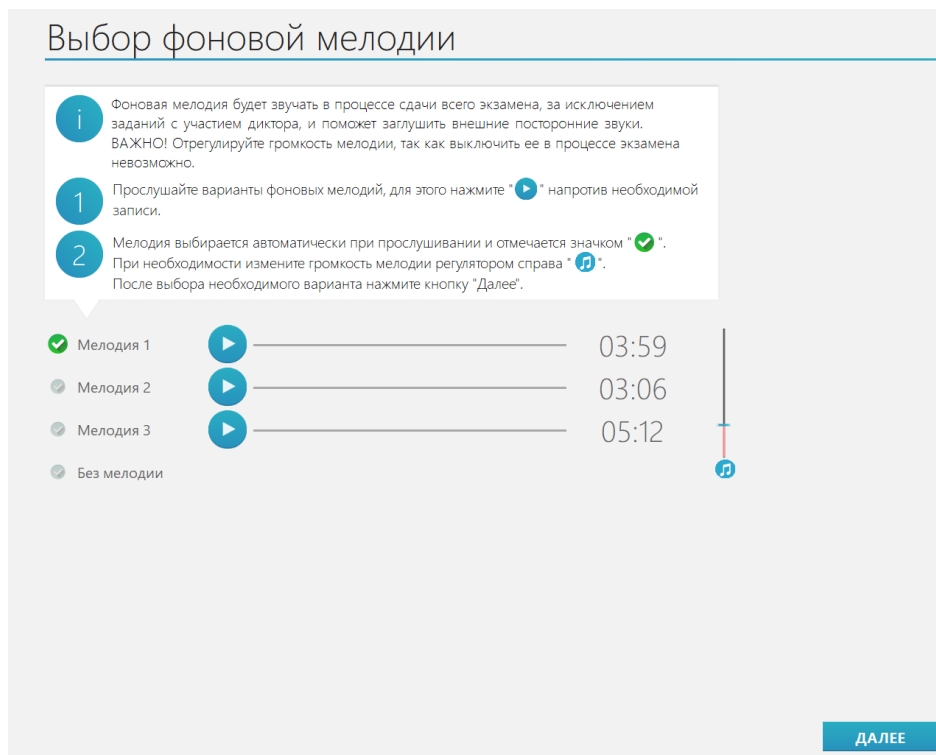 Выбор фоновой мелодии
i
Фоновая мелодия будет звучать в процессе сдачи всего экзамена, за исключением
заданий с участием диктора, и поможет заглушить внешние посторонние звуки.
ВАЖНО! Отрегулируйте громкость мелодии, так как выключить ее в процессе экзамена
невозможно.
1
Прослушайте варианты фоновых мелодий, для этого нажмите " " напротив необходимой
записи.
2
Мелодия выбирается автоматически при прослушивании и отмечается значком " ".
При необходимости измените громкость мелодии регулятором справа " ".
После выбора необходимого варианта нажмите кнопку "Далее".
Мелодия 1 03:59
Мелодия 2 03:06
Мелодия 3 05:12
Без мелодии
ДАЛЕЕ